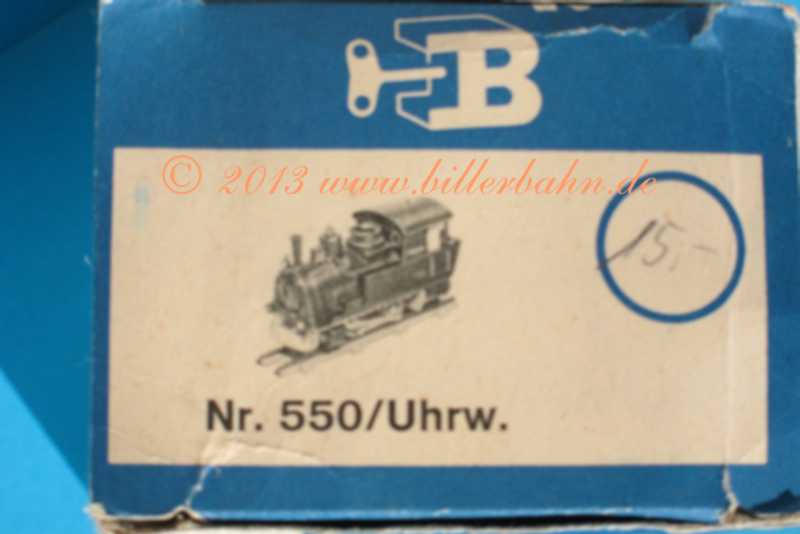 B
© 2013 www.billerbahn.de
15,-
Nr. 550/Uhrw.